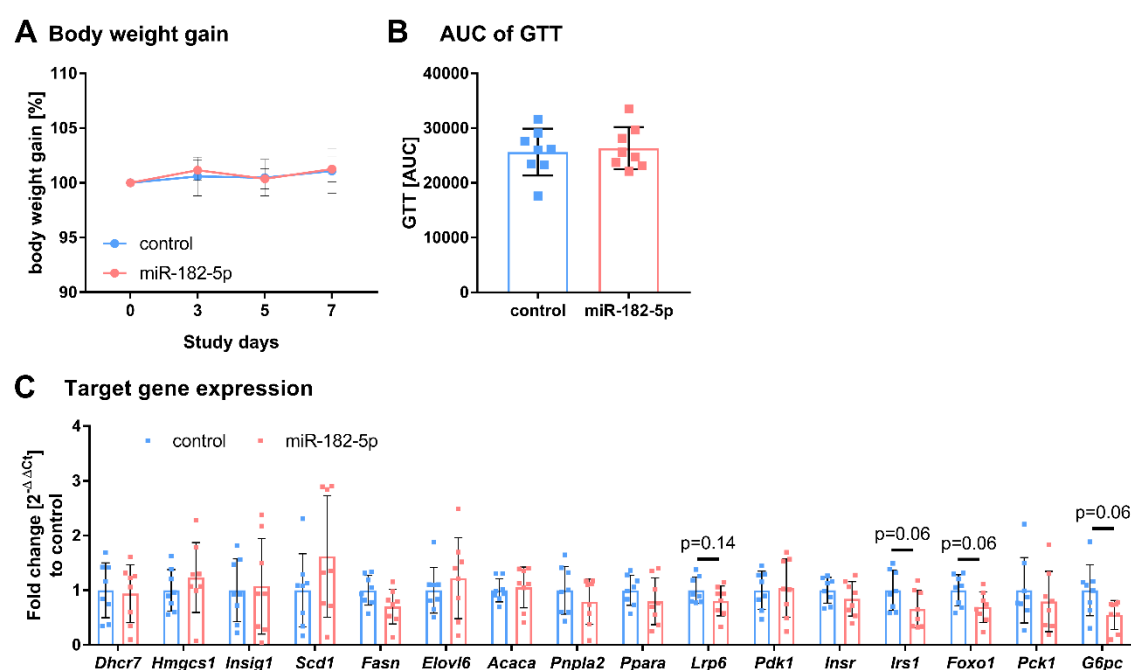 A Body weight gain
110
105
100
95
90
body weight gain [%]
control
miR-182-5p
0 3 5 7
Study days
B AUC of GTT
40000
30000
20000
10000
0
GTT [AUC]
control miR-182-5p
C Target gene expression
control miR-182-5p
Fold change [2-ΔΔCt]
to control
4
3
2
1
0
p=0.14
p=0.06
p=0.06
p=0.06
Dhcr7 Hmgcs1 Insig1 Scd1 Fasn Elovl6 Acaca Pnpla2 Ppara Lrp6 Pdk1 Insr Irs1 Foxo1 Pck1 G6pc